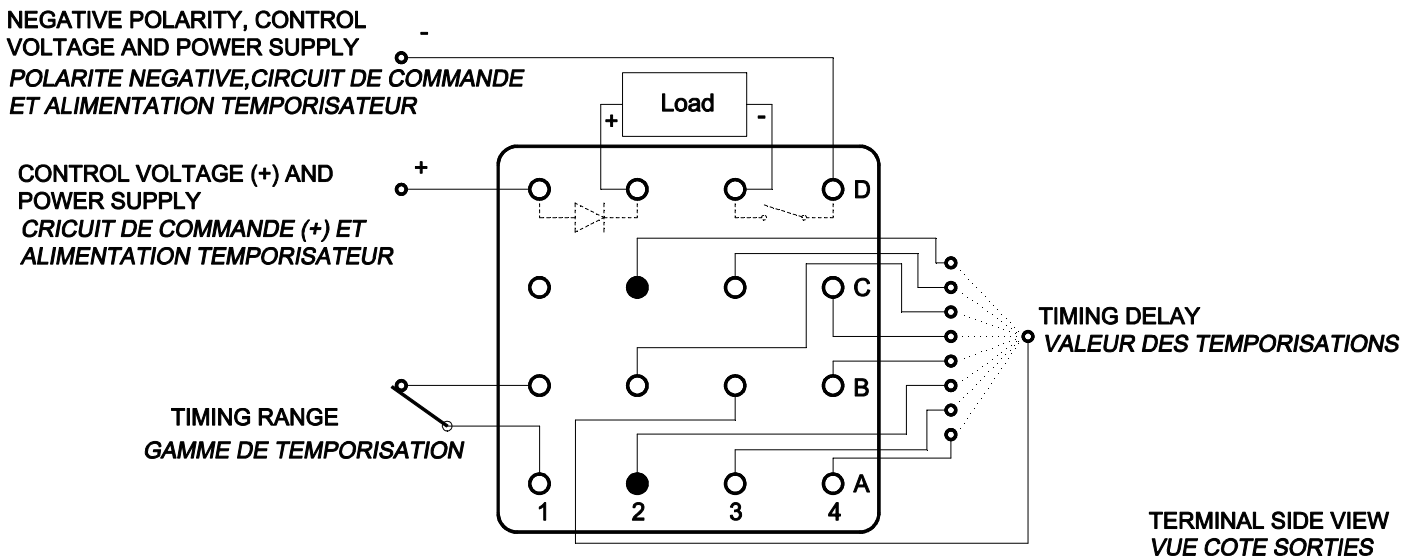 NEGATIVE POLARITY, CONTROL
VOLTAGE AND POWER SUPPLY
-
POLARITE NEGATIVE,CIRCUIT DE COMMANDE
ET ALIMENTATION TEMPORISATEUR
Load
+
-
CONTROL VOLTAGE (+) AND
POWER SUPPLY
+
CRICUIT DE COMMANDE (+) ET
ALIMENTATION TEMPORISATEUR
D
C
TIMING DELAY
VALEUR DES TEMPORISATIONS
B
TIMING RANGE
GAMME DE TEMPORISATION
A
1 2 3 4
TERMINAL SIDE VIEW
VUE COTE SORTIES